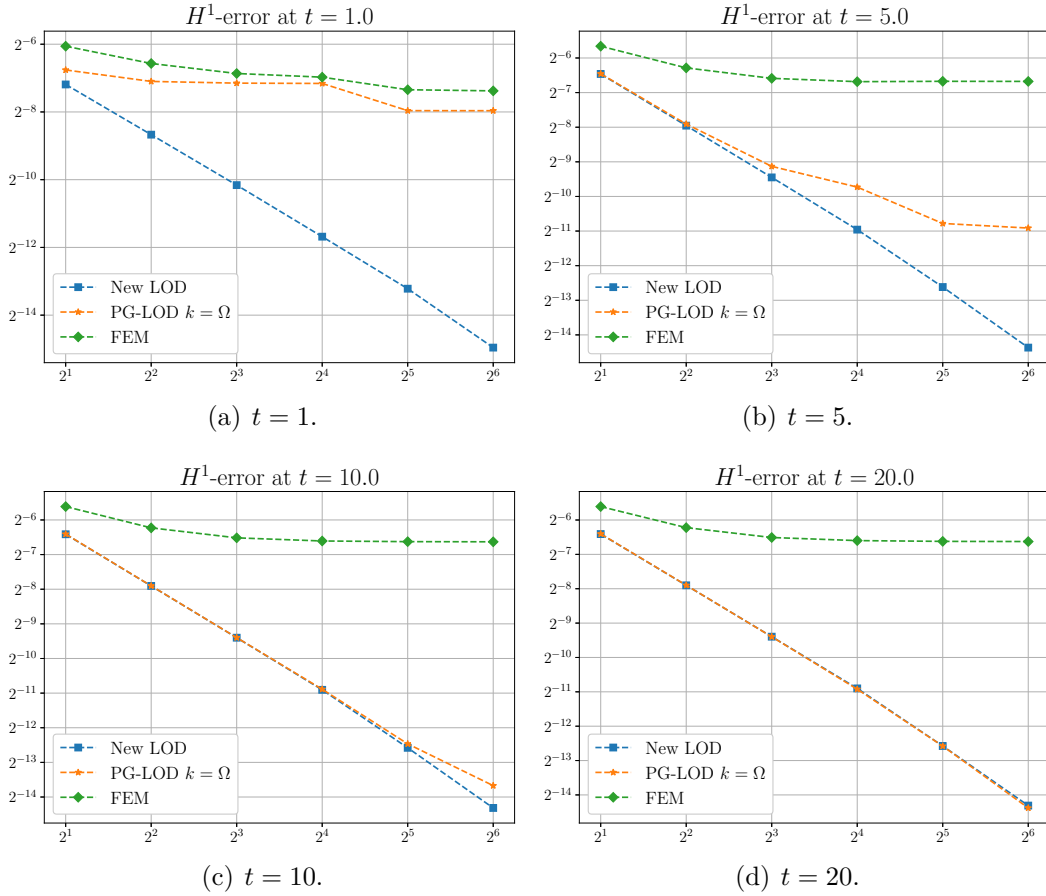 H¹-error at t = 1.0
2⁻⁶
2⁻⁸
2⁻¹⁰
2⁻¹²
2⁻¹⁴
New LOD
PG-LOD k = Ω
FEM
2¹ 2² 2³ 2⁴ 2⁵ 2⁶
(a) t = 1.
H¹-error at t = 5.0
2⁻⁶
2⁻⁷
2⁻⁸
2⁻⁹
2⁻¹⁰
2⁻¹¹
2⁻¹²
2⁻¹³
2⁻¹⁴
New LOD
PG-LOD k = Ω
FEM
2¹ 2² 2³ 2⁴ 2⁵ 2⁶
(b) t = 5.
H¹-error at t = 10.0
2⁻⁶
2⁻⁷
2⁻⁸
2⁻⁹
2⁻¹⁰
2⁻¹¹
2⁻¹²
2⁻¹³
2⁻¹⁴
New LOD
PG-LOD k = Ω
FEM
2¹ 2² 2³ 2⁴ 2⁵ 2⁶
(c) t = 10.
H¹-error at t = 20.0
2⁻⁶
2⁻⁷
2⁻⁸
2⁻⁹
2⁻¹⁰
2⁻¹¹
2⁻¹²
2⁻¹³
2⁻¹⁴
New LOD
PG-LOD k = Ω
FEM
2¹ 2² 2³ 2⁴ 2⁵ 2⁶
(d) t = 20.